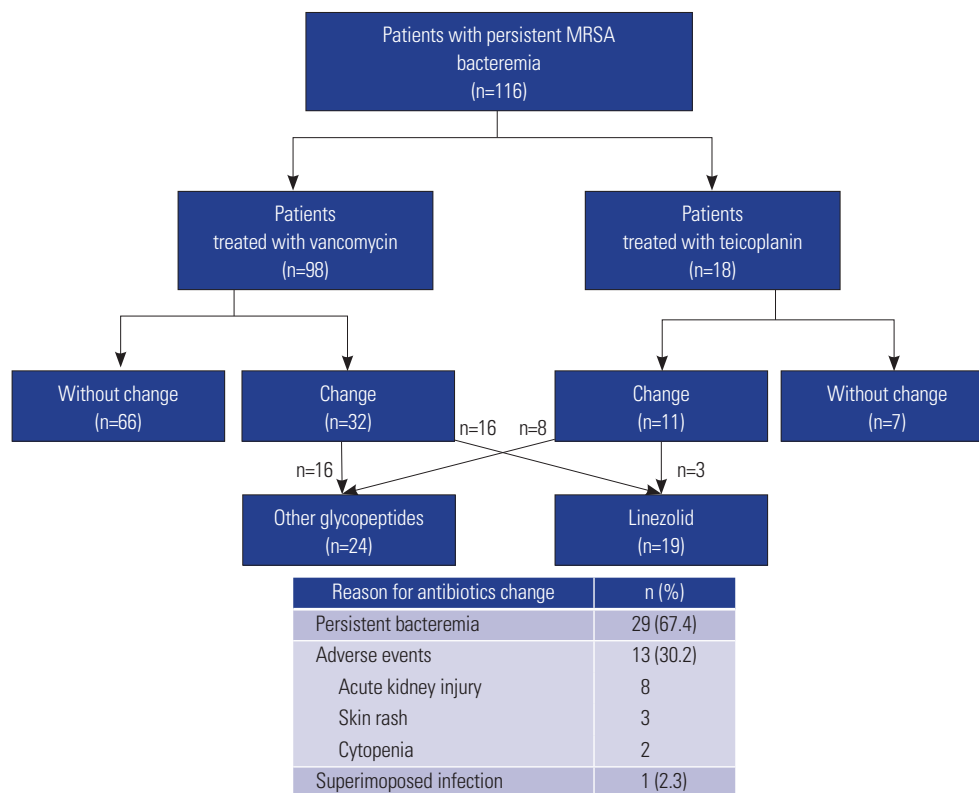 Patients with persistent MRSA
bacteremia
(n=116)
Patients
treated with vancomycin
(n=98)
Patients
treated with teicoplanin
(n=18)
Without change
(n=66)
Change
(n=32)
Change
(n=11)
Without change
(n=7)
n=16
n=8
n=16
n=3
Other glycopeptides
(n=24)
Linezolid
(n=19)
Reason for antibiotics change n (%)
Persistent bacteremia 29 (67.4)
Adverse events 13 (30.2)
Acute kidney injury 8
Skin rash 3
Cytopenia 2
Superimoposed infection 1 (2.3)